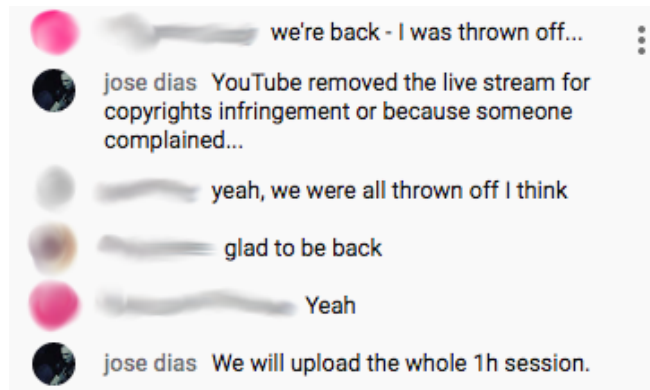 we're back - I was thrown off...
jose dias YouTube removed the live stream for
copyrights infringement or because someone
complained...
yeah, we were all thrown off I think
glad to be back
Yeah
jose dias We will upload the whole 1h session.